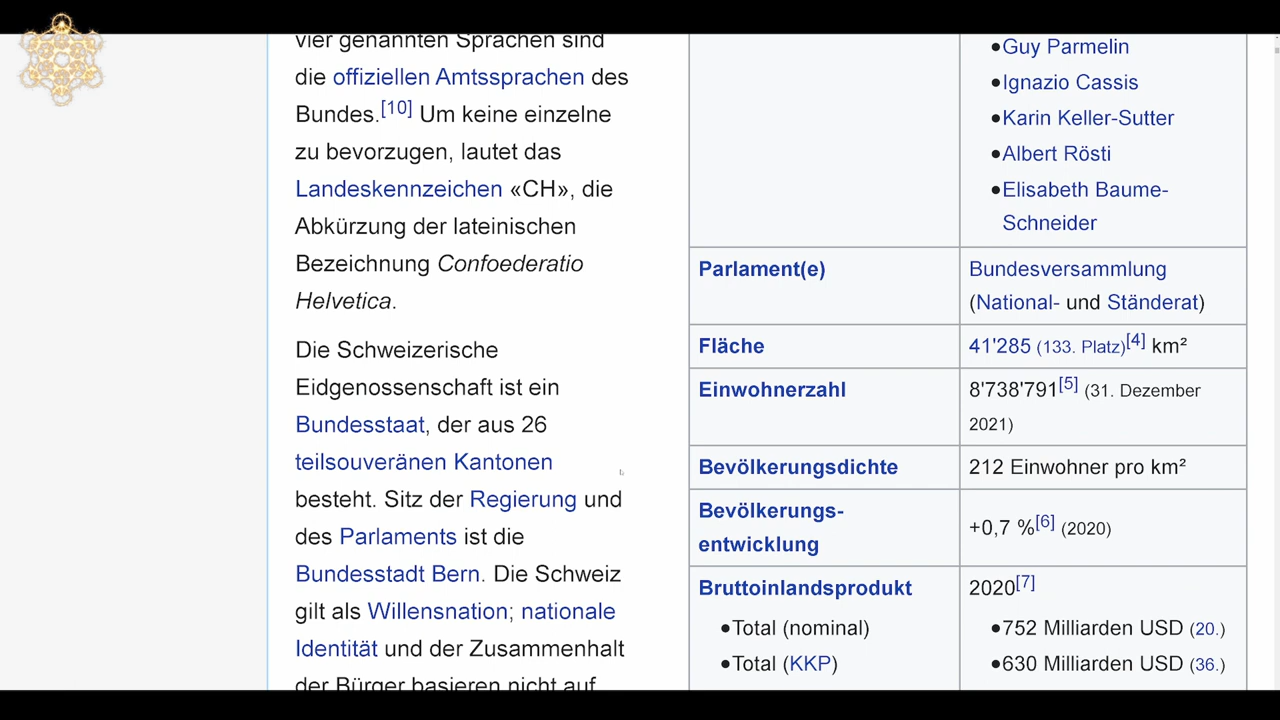 vier genannten Sprachen sind
die offiziellen Amtssprachen des
Bundes.[10] Um keine einzelne
zu bevorzugen, lautet das
Landeskennzeichen «CH», die
Abkürzung der lateinischen
Bezeichnung Confoederatio
Helvetica.
Die Schweizerische
Eidgenossenschaft ist ein
Bundesstaat, der aus 26
teilsouveränen Kantonen
besteht. Sitz der Regierung und
des Parlaments ist die
Bundesstadt Bern. Die Schweiz
gilt als Willensnation; nationale
Identität und der Zusammenhalt
der Bürger basieren nicht auf
●Guy Parmelin
●Ignazio Cassis
●Karin Keller-Sutter
●Albert Rösti
●Elisabeth Baume-
Schneider
Parlament(e) Bundesversammlung
(National- und Ständerat)
Fläche 41'285 (133. Platz)[4] km²
Einwohnerzahl 8'738'791[5] (31. Dezember
2021)
Bevölkerungsdichte 212 Einwohner pro km²
Bevölkerungs-
entwicklung +0,7 %[6] (2020)
Bruttoinlandsprodukt 2020[7]
●Total (nominal) ●752 Milliarden USD (20.)
●Total (KKP) ●630 Milliarden USD (36.)